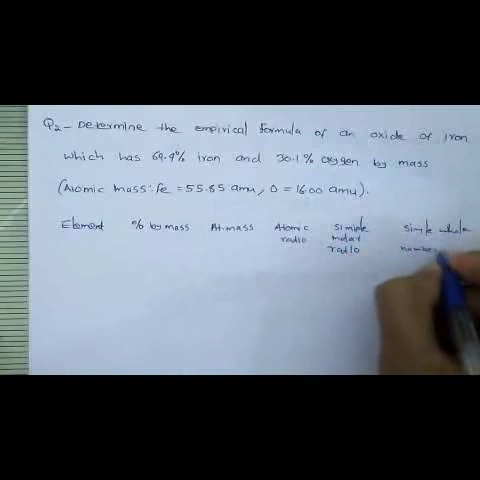 Q2- Determine the empirical formula of an oxide of iron
which has 69.9% iron and 30.1% oxygen by mass
(Atomic mass: Fe = 55.85 amu, O = 16.00 amu).
Element % by mass At.mass Atomic simple simple whole
radio molar number
ratio